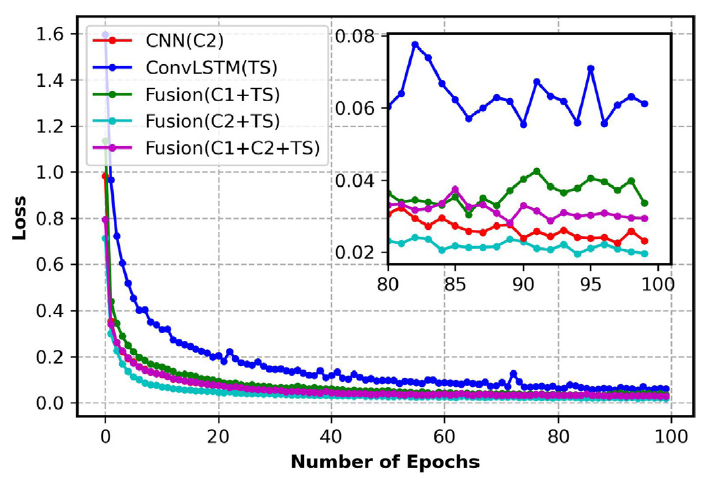 1.6
1.4
1.2
1.0
0.8
0.6
0.4
0.2
0.0
Loss
CNN(C2)
ConvLSTM(TS)
Fusion(C1+TS)
Fusion(C2+TS)
Fusion(C1+C2+TS)
0.08
0.06
0.04
0.02
80 85 90 95 100
0 20 40 60 80 100
Number of Epochs